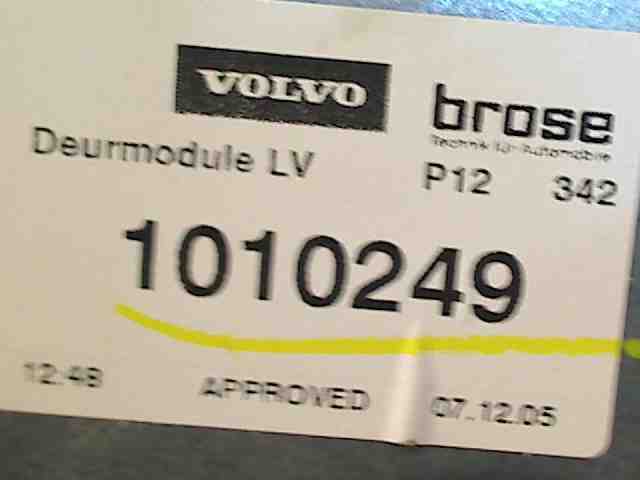 VOLVO
brose
Technik für Automobile
Deurmodule LV
P12 342
1010249
12:48 APPROVED 07.12.05